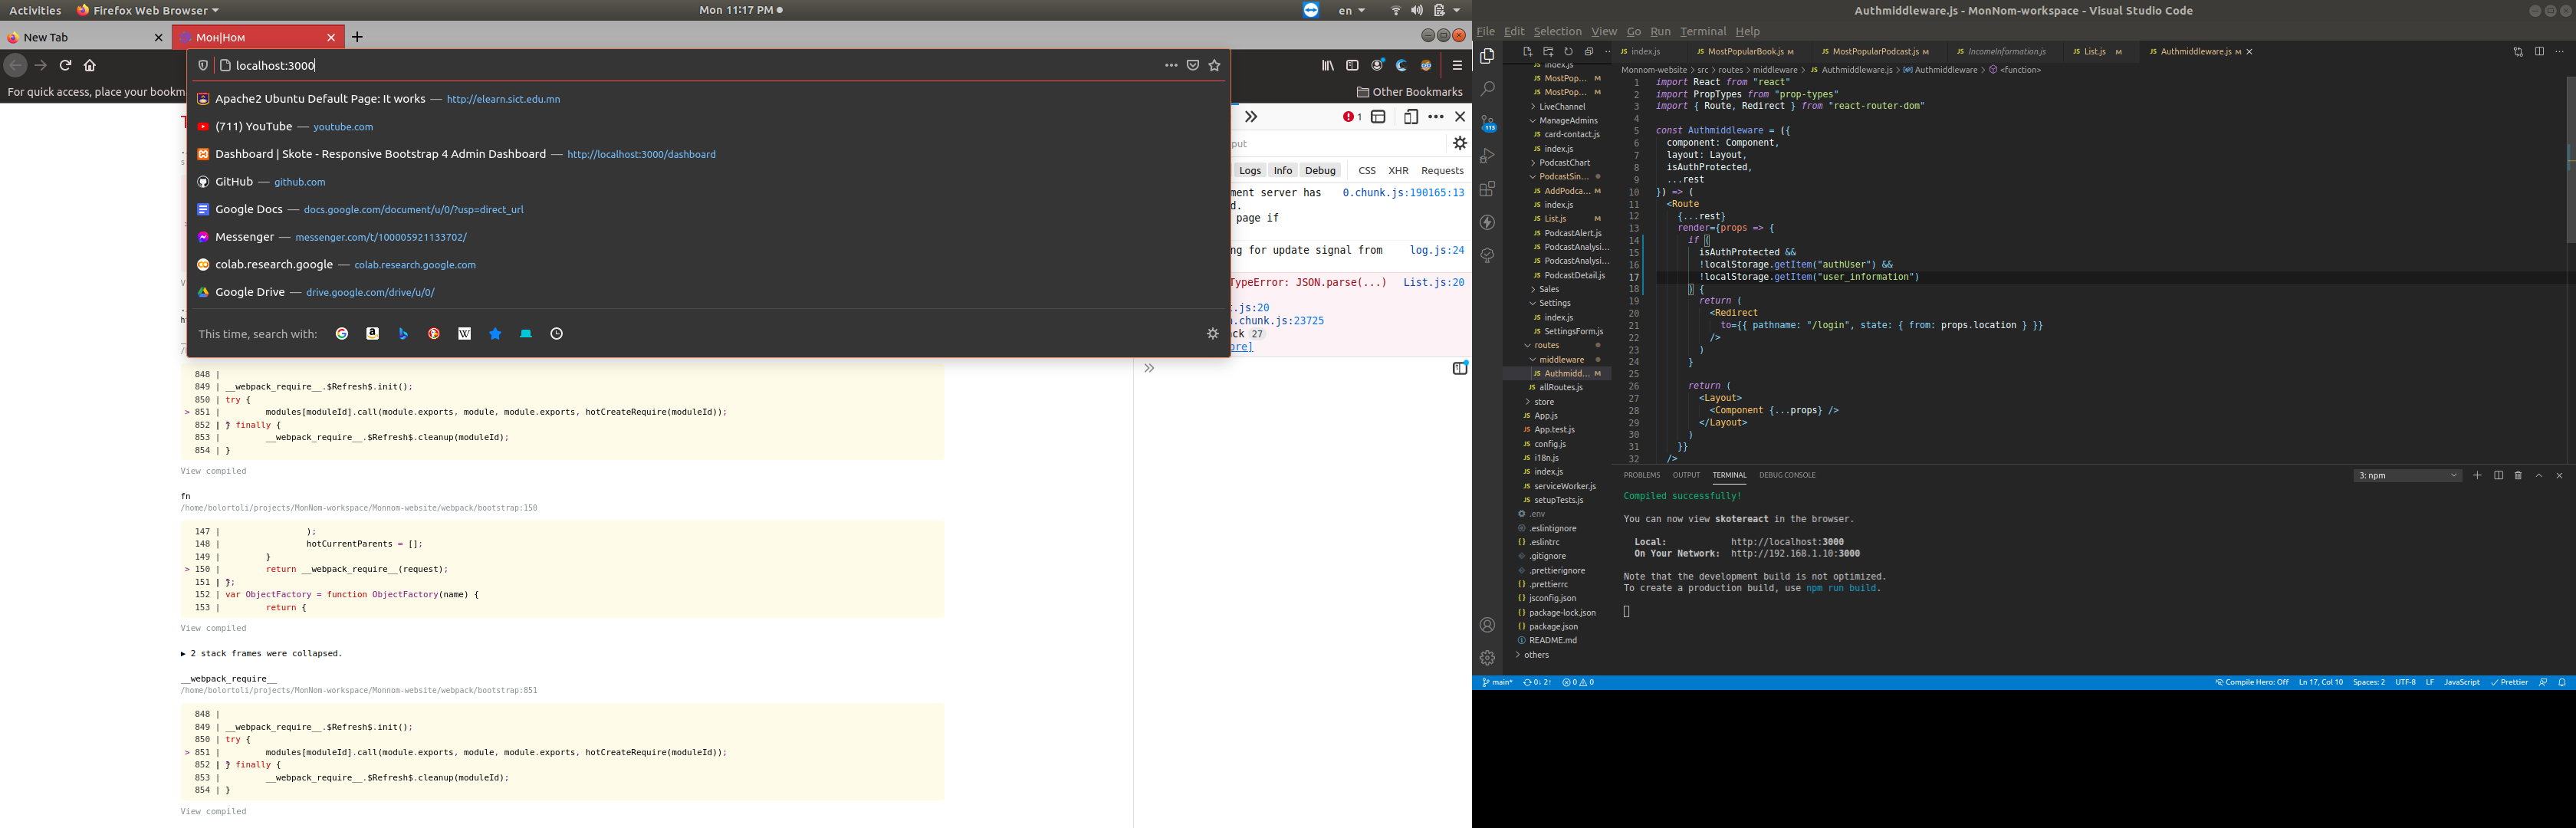 Activities
Firefox Web Browser
Mon 11:17 PM
en
New Tab
Мон|Ном
localhost:3000
For quick access, place your bookm
Other Bookmarks
Apache2 Ubuntu Default Page: It works — http://elearn.sict.edu.mn
(711) YouTube — youtube.com
Dashboard | Skote - Responsive Bootstrap 4 Admin Dashboard — http://localhost:3000/dashboard
GitHub — github.com
Google Docs — docs.google.com/document/u/0/?usp=direct_url
Messenger — messenger.com/t/100005921133702/
colab.research.google — colab.research.google.com
Google Drive — drive.google.com/drive/u/0/
This time, search with:
1
put
Logs Info Debug CSS XHR Requests
ment server has 0.chunk.js:190165:13
d.
page if
ng for update signal from log.js:24
TypeError: JSON.parse(...) List.js:20
.js:20
.chunk.js:23725
ck 27
ore]
848 |
849 | __webpack_require__.$Refresh$.init();
850 | try {
> 851 | modules[moduleId].call(module.exports, module, module.exports, hotCreateRequire(moduleId));
852 | } finally {
853 | __webpack_require__.$Refresh$.cleanup(moduleId);
854 | }
View compiled
fn
/home/bolortoli/projects/MonNom-workspace/Monnom-website/webpack/bootstrap:150
147 | );
148 | hotCurrentParents = [];
149 | }
> 150 | return __webpack_require__(request);
151 | };
152 | var ObjectFactory = function ObjectFactory(name) {
153 | return {
View compiled
▶ 2 stack frames were collapsed.
__webpack_require__
/home/bolortoli/projects/MonNom-workspace/Monnom-website/webpack/bootstrap:851
848 |
849 | __webpack_require__.$Refresh$.init();
850 | try {
> 851 | modules[moduleId].call(module.exports, module, module.exports, hotCreateRequire(moduleId));
852 | } finally {
853 | __webpack_require__.$Refresh$.cleanup(moduleId);
854 | }
View compiled
Authmiddleware.js - MonNom-workspace - Visual Studio Code
File Edit Selection View Go Run Terminal Help
index.js
MostPopularBook.js M
MostPopularPodcast.js M
IncomeInformation.js
List.js M
Authmiddleware.js M
Monnom-website > src > routes > middleware > Authmiddleware.js > Authmiddleware > <function>
115
index.js
MostPop... M
MostPop... M
LiveChannel
ManageAdmins
card-contact.js
index.js
PodcastChart
PodcastSin...
AddPodca... M
index.js
List.js M
PodcastAlert.js
PodcastAnalysi...
PodcastAnalysi...
PodcastDetail.js
Sales
Settings
index.js
SettingsForm.js
routes
middleware
Authmidd... M
allRoutes.js
store
App.js
App.test.js
config.js
i18n.js
index.js
serviceWorker.js
setupTests.js
.env
.eslintignore
.eslintrc
.gitignore
.prettierignore
.prettierrc
jsconfig.json
package-lock.json
package.json
README.md
others
1 import React from "react"
2 import PropTypes from "prop-types"
3 import { Route, Redirect } from "react-router-dom"
4
5 const Authmiddleware = ({
6 component: Component,
7 layout: Layout,
8 isAuthProtected,
9 ...rest
10 }) => (
11 <Route
12 {...rest}
13 render={props => {
14 if (
15 isAuthProtected &&
16 !localStorage.getItem("authUser") &&
17 !localStorage.getItem("user_information")
18 ) {
19 return (
20 <Redirect
21 to={{ pathname: "/login", state: { from: props.location } }}
22 />
23 )
24 }
25
26 return (
27 <Layout>
28 <Component {...props} />
29 </Layout>
30 )
31 }}
32 />
PROBLEMS OUTPUT TERMINAL DEBUG CONSOLE
3: npm
Compiled successfully!
You can now view skotereact in the browser.
Local: http://localhost:3000
On Your Network: http://192.168.1.10:3000
Note that the development build is not optimized.
To create a production build, use npm run build.
main* 0↓ 2↑ 0 0
Compile Hero: Off Ln 17, Col 10 Spaces: 2 UTF-8 LF JavaScript Prettier